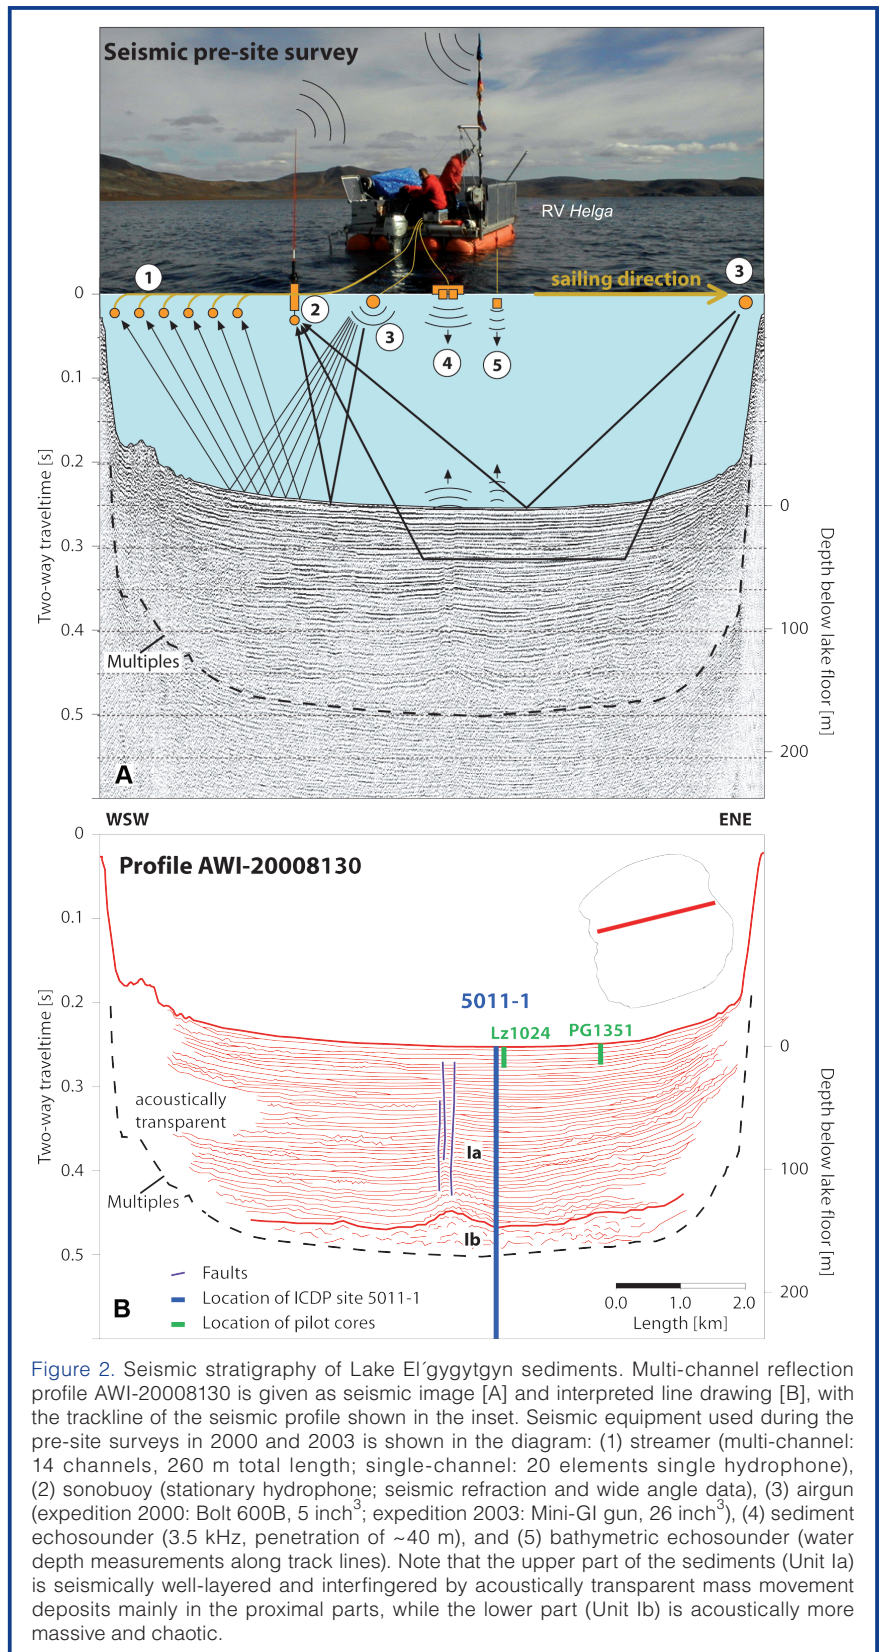 Seismic pre-site survey
RV Helga
1
sailing direction
3
2
3
4
5
0
0.1
0.2
0.3
0.4
0.5
Two-way traveltime [s]
0
100
200
Depth below lake floor [m]
Multiples
A
WSW
ENE
Profile AWI-20008130
0
0.1
0.2
0.3
0.4
0.5
Two-way traveltime [s]
5011-1
Lz1024
PG1351
0
100
200
Depth below lake floor [m]
acoustically
transparent
Ia
Multiples
Ib
Faults
Location of ICDP site 5011-1
Location of pilot cores
B
0.0 1.0 2.0
Length [km]
Figure 2. Seismic stratigraphy of Lake El´gygytgyn sediments. Multi-channel reflection
profile AWI-20008130 is given as seismic image [A] and interpreted line drawing [B], with
the trackline of the seismic profile shown in the inset. Seismic equipment used during the
pre-site surveys in 2000 and 2003 is shown in the diagram: (1) streamer (multi-channel:
14 channels, 260 m total length; single-channel: 20 elements single hydrophone),
(2) sonobuoy (stationary hydrophone; seismic refraction and wide angle data), (3) airgun
(expedition 2000: Bolt 600B, 5 inch³; expedition 2003: Mini-GI gun, 26 inch³), (4) sediment
echosounder (3.5 kHz, penetration of ~40 m), and (5) bathymetric echosounder (water
depth measurements along track lines). Note that the upper part of the sediments (Unit Ia)
is seismically well-layered and interfingered by acoustically transparent mass movement
deposits mainly in the proximal parts, while the lower part (Unit Ib) is acoustically more
massive and chaotic.